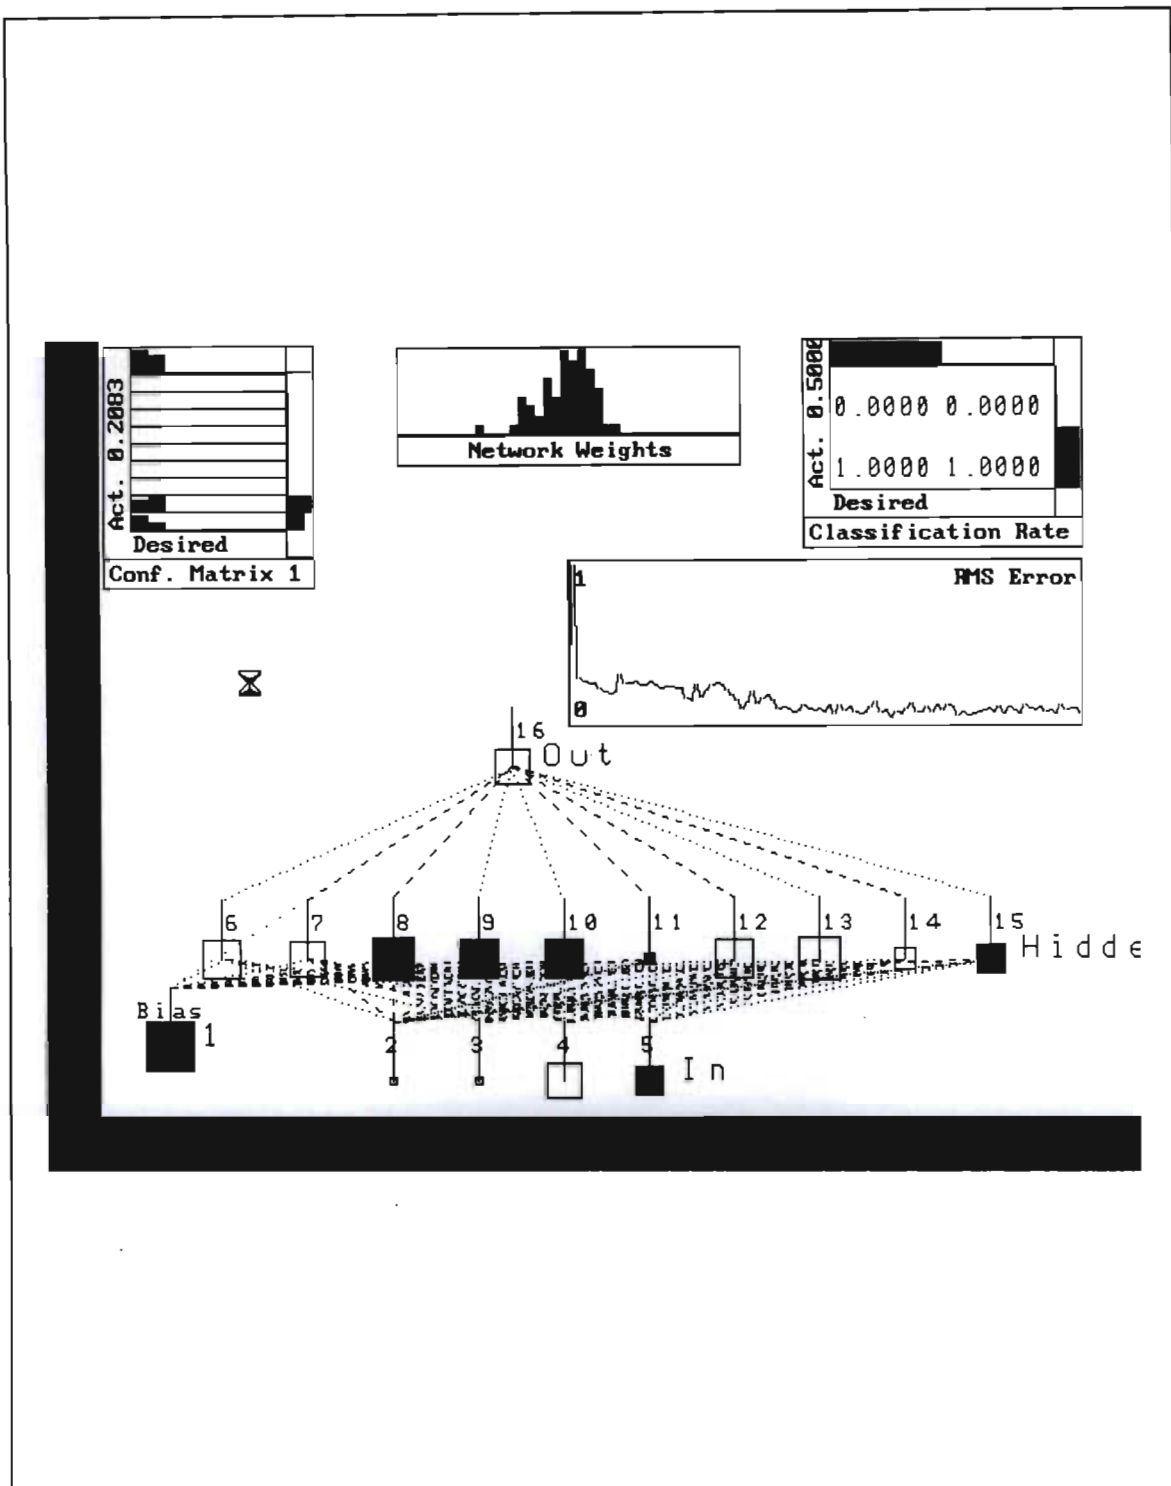 Act. 0.2083
Desired
Conf. Matrix 1
Network Weights
Act. 0.5000
0.0000 0.0000
1.0000 1.0000
Desired
Classification Rate
1
RMS Error
0
16
Out
6 7 8 9 10 11 12 13 14 15
Hidde
Bias
1
2 3 4 5
In